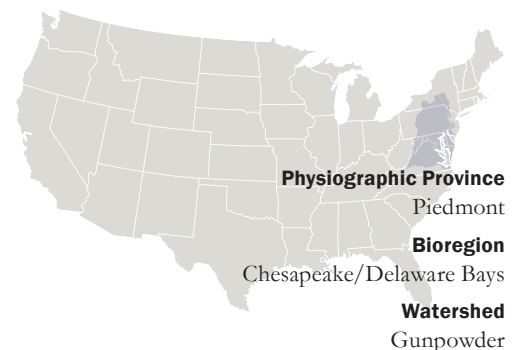 Physiographic Province
Piedmont
Bioregion
Chesapeake/Delaware Bays
Watershed
Gunpowder